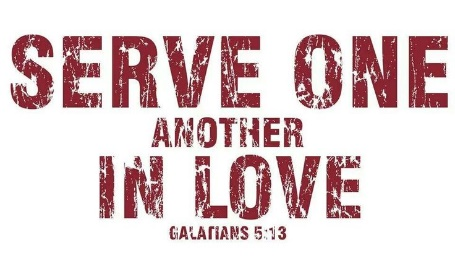 SERVE ONE
ANOTHER
IN LOVE
GALATIANS 5:13